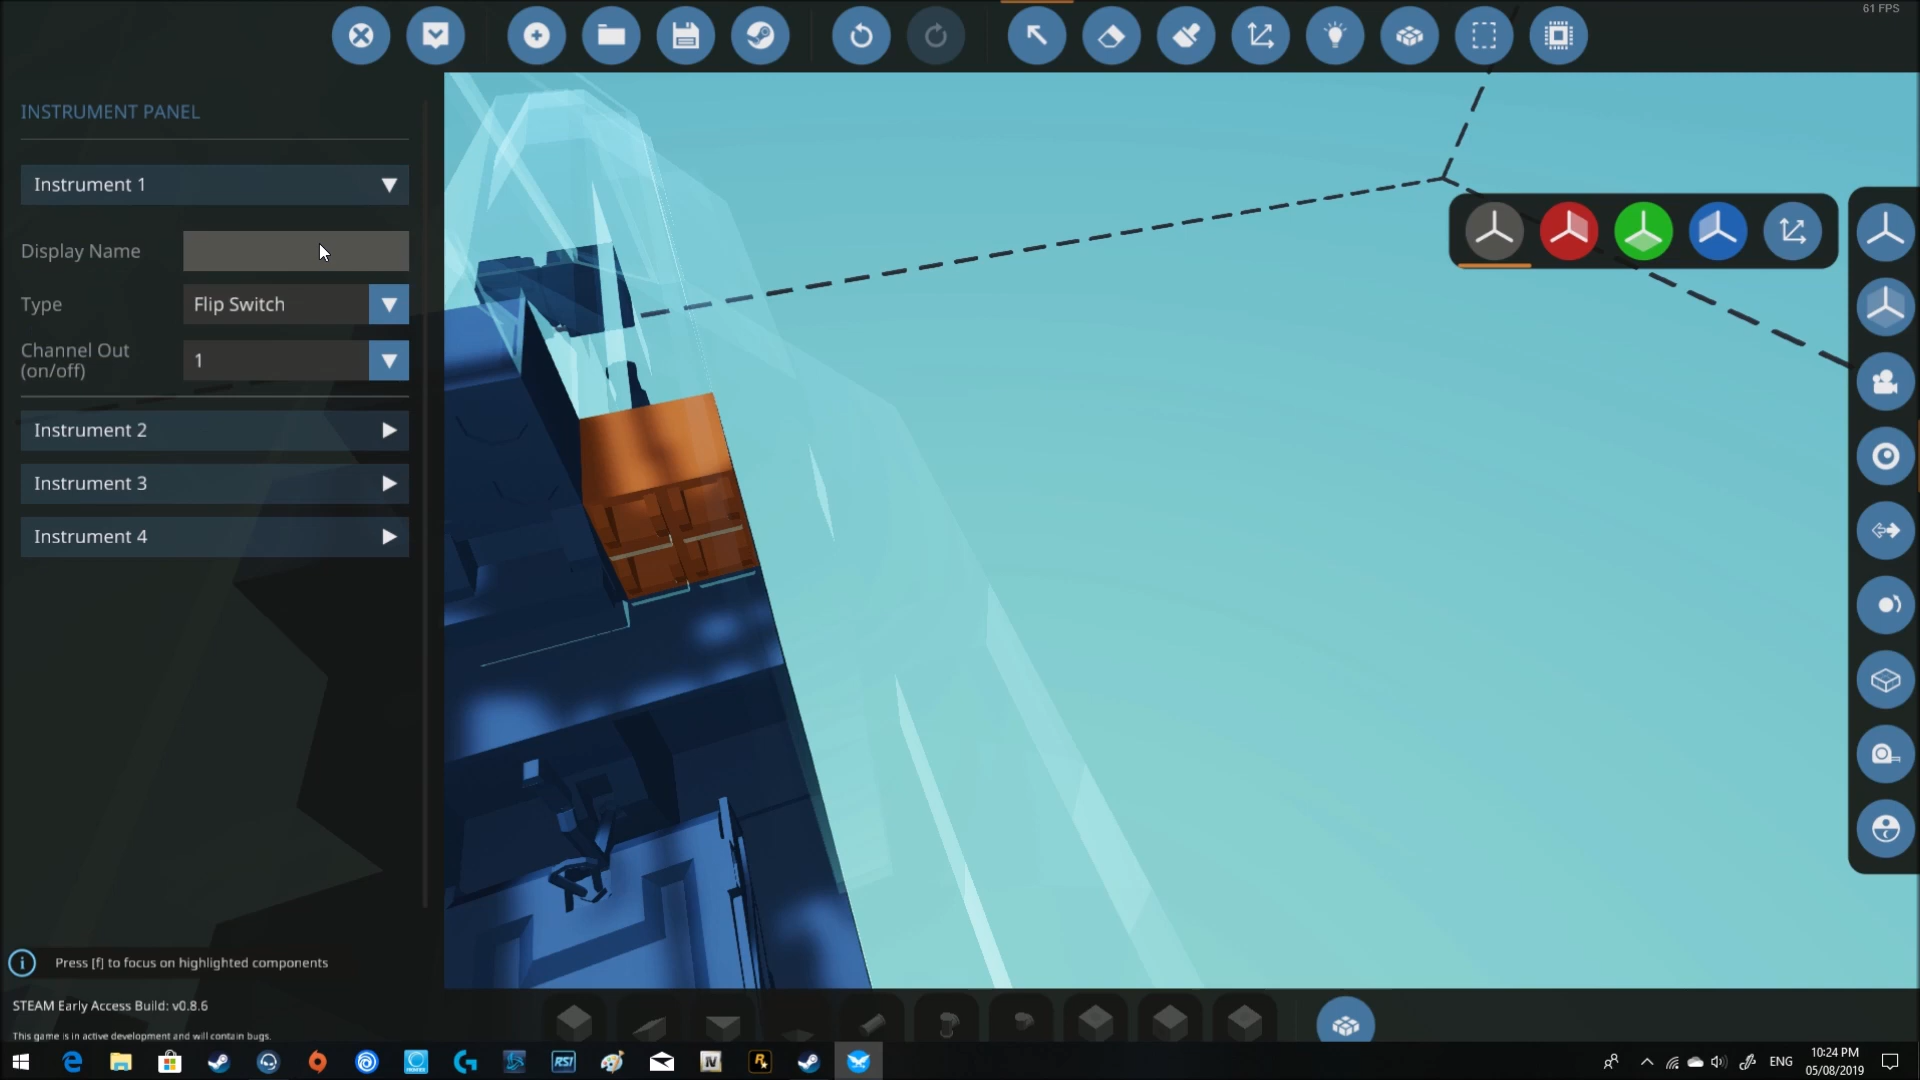 61 FPS
INSTRUMENT PANEL
Instrument 1
Display Name
Type
Flip Switch
Channel Out
(on/off)
1
Instrument 2
Instrument 3
Instrument 4
Press [f] to focus on highlighted components
STEAM Early Access Build: v0.8.6
This game is in active development and will contain bugs.
RSI
IV
R
ENG
10:24 PM
05/08/2019